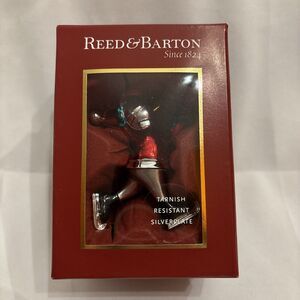 REED & BARTON
Since 1824
TARNISH
RESISTANT
SILVERPLATE